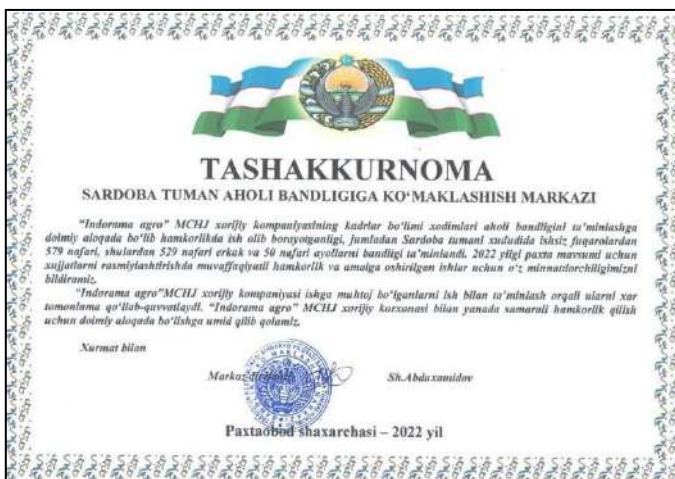 TASHAKKURNOMA
SARDOBA TUMAN AHOLI BANDLIGIGA KO‘MAKLASHISH MARKAZI
"Indorama agro" MCHJ xorijiy kompaniyasining kadrlar bo‘limi xodimlari aholi bandligini ta’minlashga
doimiy aloqada bo‘lib hamkorlikda ish olib borayotganligi, jumladan Sardoba tumani xududida ishsiz fuqarolardan
579 nafari, shulardan 529 nafari erkak va 50 nafari ayollarni bandligi ta’minlandi. 2022 yilgi paxta mavsumi uchun
xujjatlarni rasmiylashtirishda muvaffaqiyatli hamkorlik va amalga oshirilgan ishlar uchun o‘z minnatdorchiligimizni
bildiramiz.
"Indorama agro"MCHJ xorijiy kompaniyasi ishga muhtoj bo‘lganlarni ish bilan ta’minlash orqali ularni xar
tomonlama qo‘llab-quvvatlaydi. "Indorama agro" MCHJ xorijiy korxonasi bilan yanada samarali hamkorlik qilish
uchun doimiy aloqada bo‘lishga umid qilib qolamiz.
Xurmat bilan
Markaz Sh.Abduxamidov
Paxtaobod shaxarchasi – 2022 yil